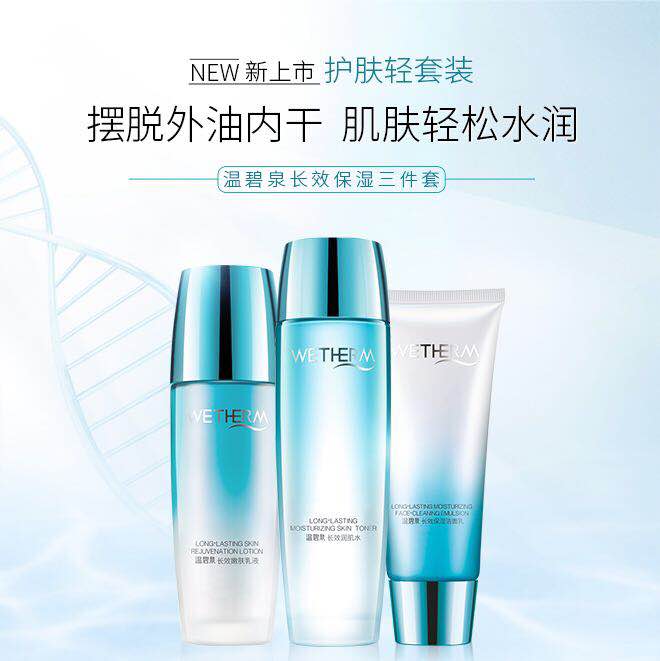 NEW 新上市 护肤轻套装
摆脱外油内干 肌肤轻松水润
温碧泉长效保湿三件套
WETHERM
LONG-LASTING SKIN
REJUVENATION LOTION
温碧泉 长效嫩肤乳液
WETHERM
LONG-LASTING
MOISTURIZING SKIN TONER
温碧泉 长效润肌水
WETHERM
LONG-LASTING MOISTURIZING
FACE-CLEANING EMULSION
温碧泉 长效保湿洁面乳